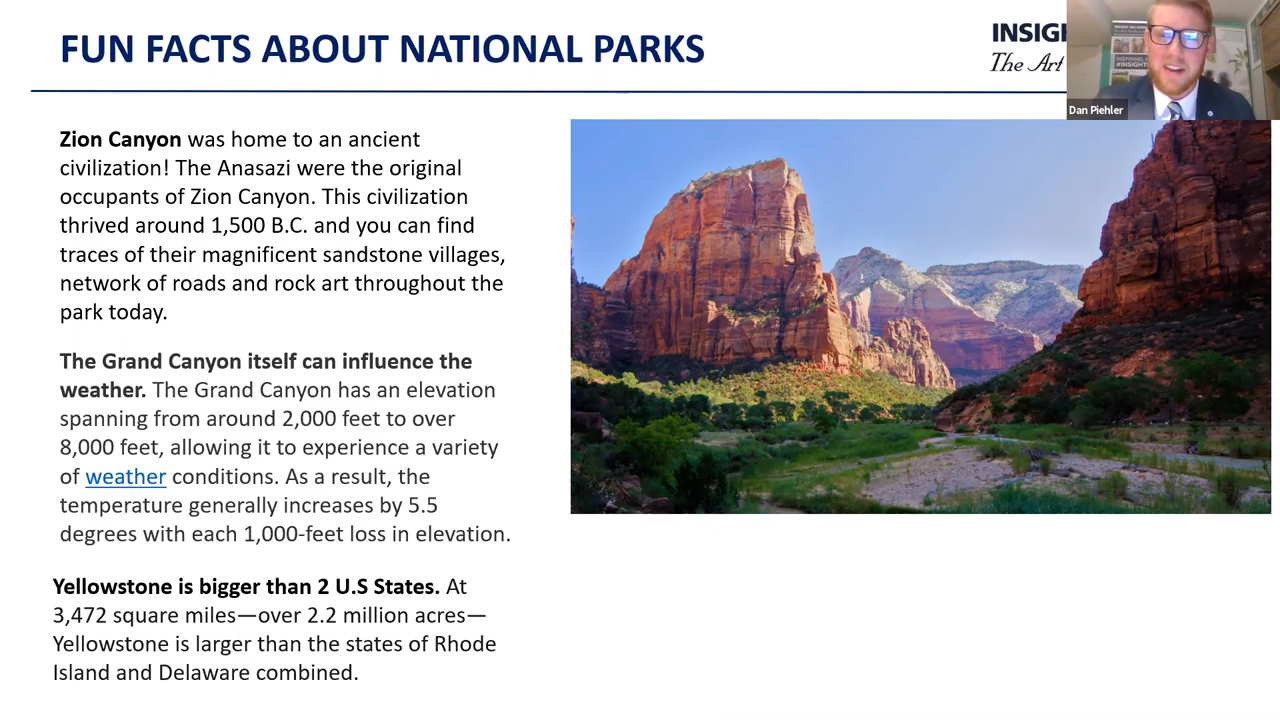 FUN FACTS ABOUT NATIONAL PARKS
INSIGH
The Art
Dan Piehler
Zion Canyon was home to an ancient
civilization! The Anasazi were the original
occupants of Zion Canyon. This civilization
thrived around 1,500 B.C. and you can find
traces of their magnificent sandstone villages,
network of roads and rock art throughout the
park today.
The Grand Canyon itself can influence the
weather. The Grand Canyon has an elevation
spanning from around 2,000 feet to over
8,000 feet, allowing it to experience a variety
of weather conditions. As a result, the
temperature generally increases by 5.5
degrees with each 1,000-feet loss in elevation.
Yellowstone is bigger than 2 U.S States. At
3,472 square miles—over 2.2 million acres—
Yellowstone is larger than the states of Rhode
Island and Delaware combined.